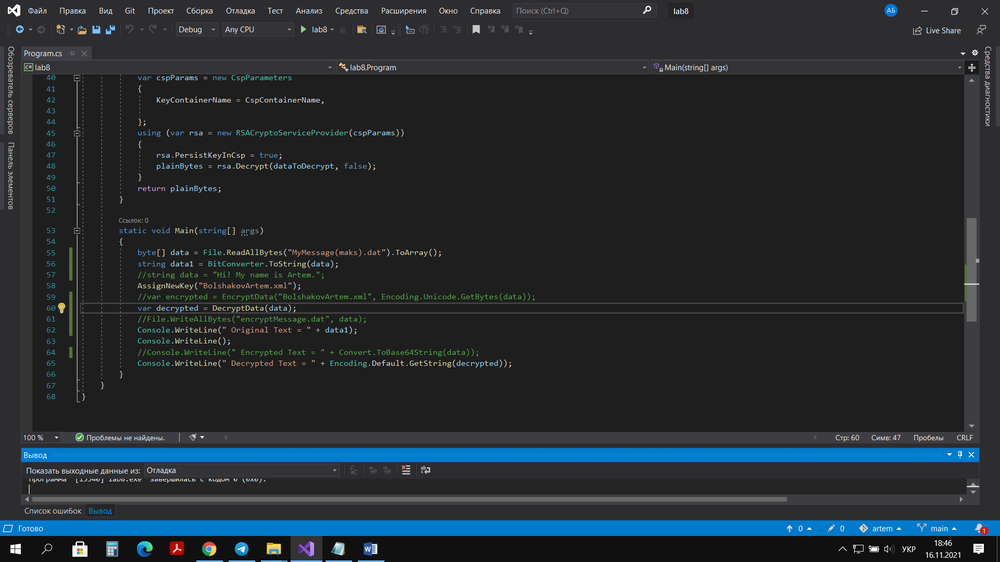 Файл Правка Вид Git Проект Сборка Отладка Тест Анализ Средства Расширения Окно Справка Поиск (Ctrl+Q) lab8 АБ
Debug Any CPU lab8 Live Share
Обозреватель серверов
Панель элементов
Средства диагностики
Program.cs
C# lab8 lab8.Program Main(string[] args)
40 var cspParams = new CspParameters
41 {
42 KeyContainerName = CspContainerName,
43
44 };
45 using (var rsa = new RSACryptoServiceProvider(cspParams))
46 {
47 rsa.PersistKeyInCsp = true;
48 plainBytes = rsa.Decrypt(dataToDecrypt, false);
49 }
50 return plainBytes;
51 }
52
Ссылок: 0
53 static void Main(string[] args)
54 {
55 byte[] data = File.ReadAllBytes("MyMessage(maks).dat").ToArray();
56 string data1 = BitConverter.ToString(data);
57 //string data = "Hi! My name is Artem.";
58 AssignNewKey("BolshakovArtem.xml");
59 //var encrypted = EncryptData("BolshakovArtem.xml", Encoding.Unicode.GetBytes(data));
60 var decrypted = DecryptData(data);
61 //File.WriteAllBytes("encryptMessage.dat", data);
62 Console.WriteLine(" Original Text = " + data1);
63 Console.WriteLine();
64 //Console.WriteLine(" Encrypted Text = " + Convert.ToBase64String(data));
65 Console.WriteLine(" Decrypted Text = " + Encoding.Default.GetString(decrypted));
66 }
67 }
68 }
100 % Проблемы не найдены. Стр: 60 Симв: 47 Пробелы CRLF
Вывод
Показать выходные данные из: Отладка
Программа "[15540] lab8.exe" завершилась с кодом 0 (0x0).
Список ошибок Вывод
Готово 0 0 artem main 1
УКР 18:46
16.11.2021